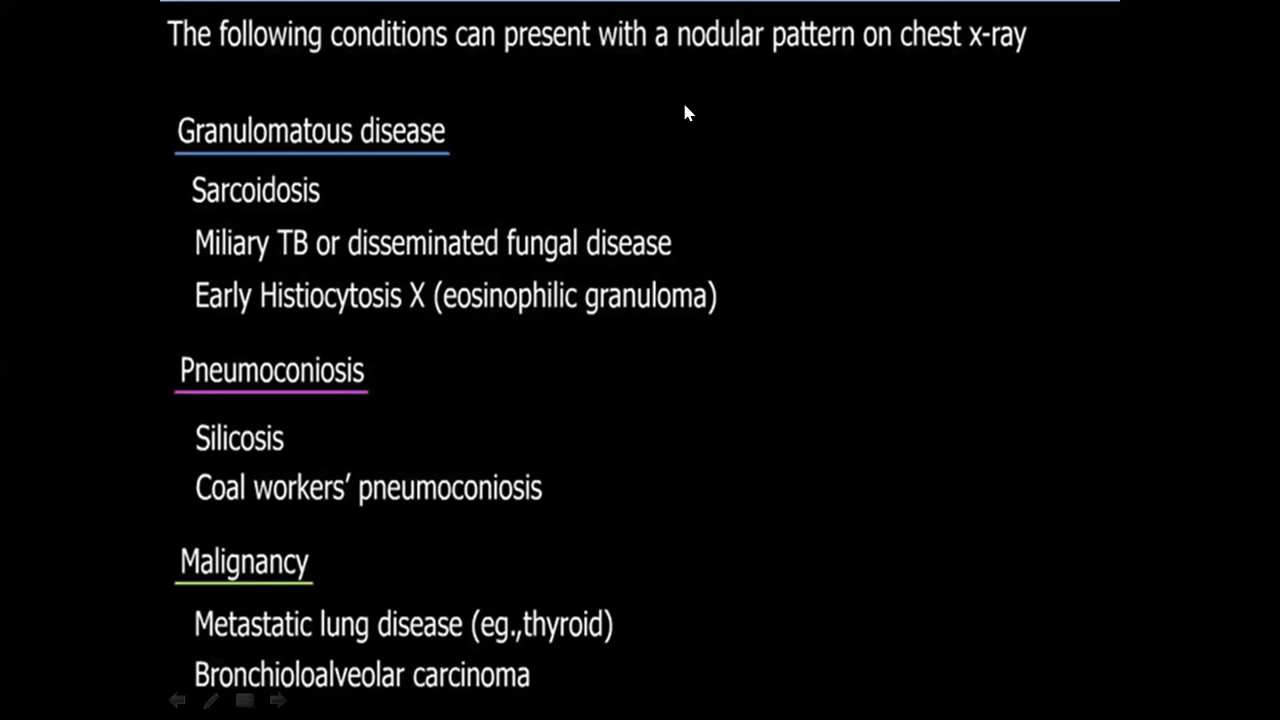 The following conditions can present with a nodular pattern on chest x-ray
Granulomatous disease
Sarcoidosis
Miliary TB or disseminated fungal disease
Early Histiocytosis X (eosinophilic granuloma)
Pneumoconiosis
Silicosis
Coal workers’ pneumoconiosis
Malignancy
Metastatic lung disease (eg.,thyroid)
Bronchioloalveolar carcinoma